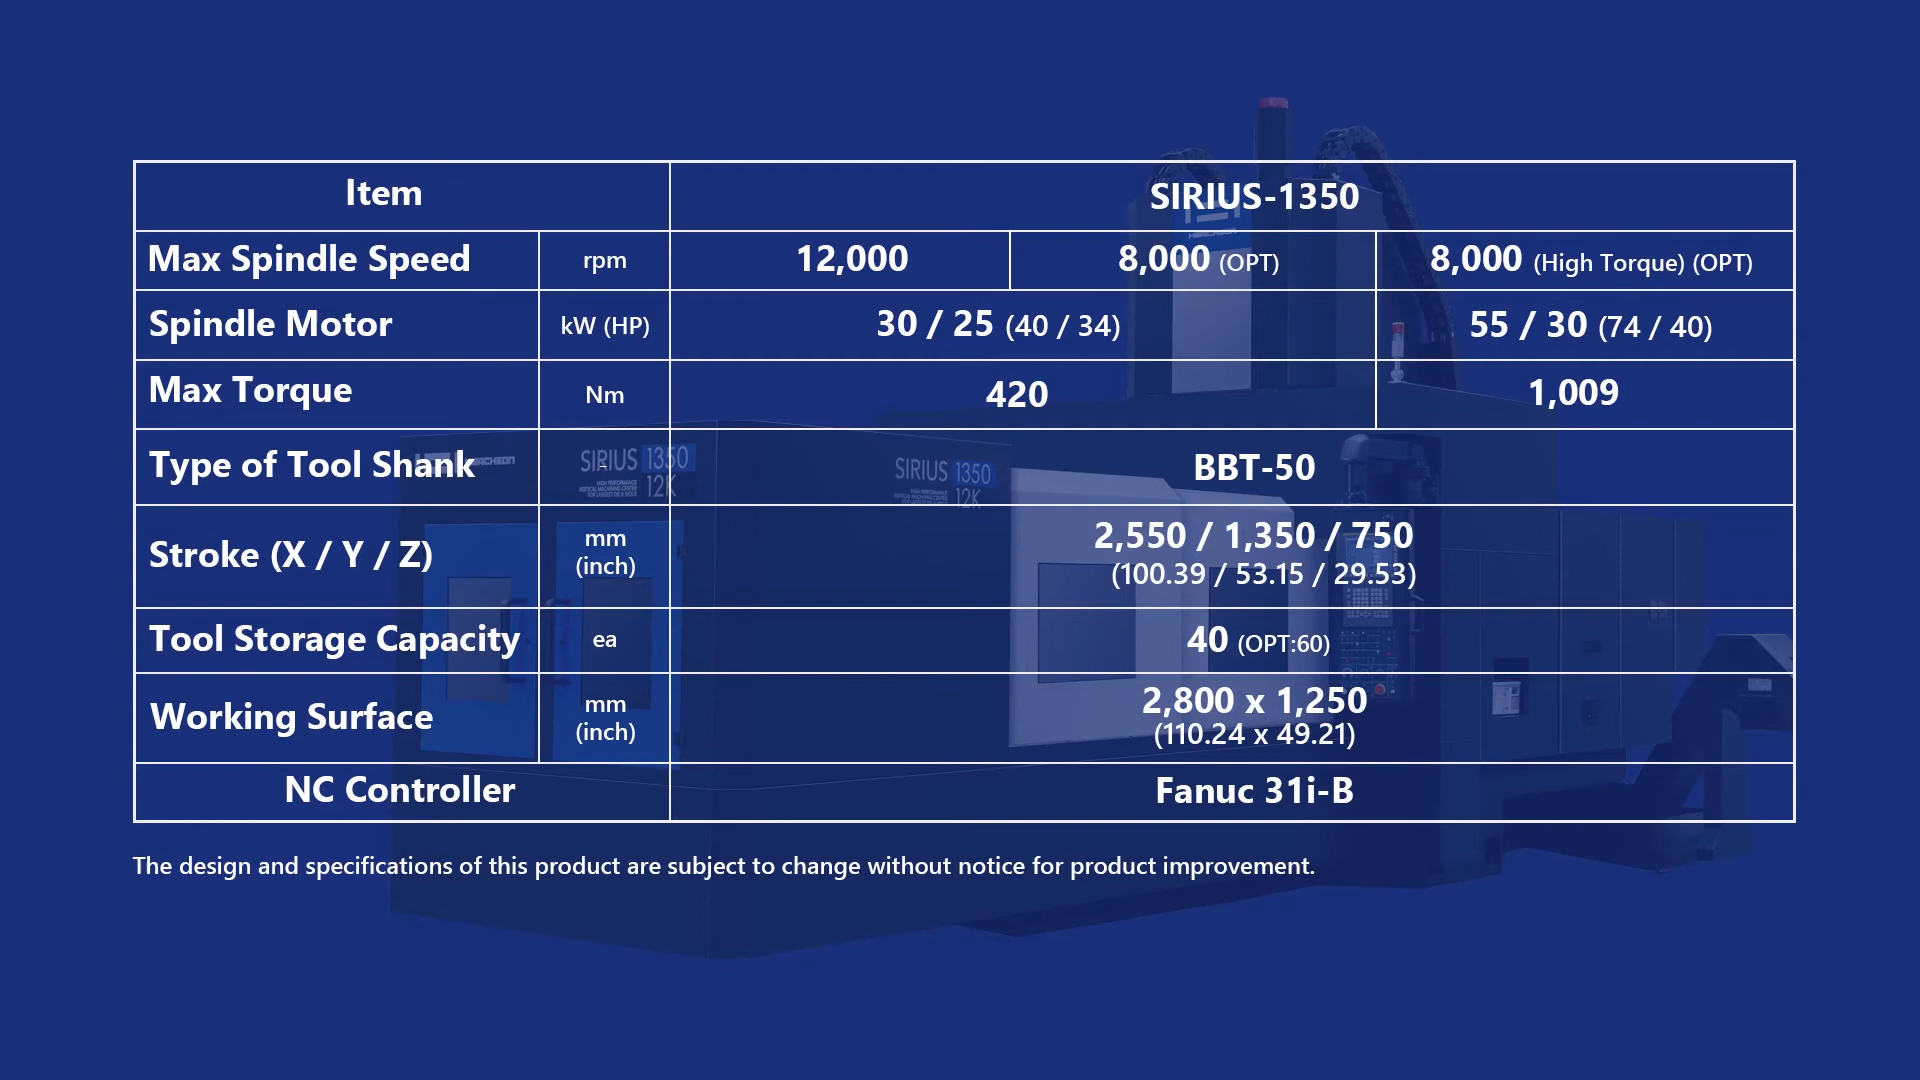 Item SIRIUS-1350
Max Spindle Speed rpm 12,000 8,000 (OPT) 8,000 (High Torque) (OPT)
Spindle Motor kW (HP) 30 / 25 (40 / 34) 55 / 30 (74 / 40)
Max Torque Nm 420 1,009
Type of Tool Shank - BBT-50
SIRIUS 1350
12K
SIRIUS 1350
12K
Stroke (X / Y / Z) mm (inch) 2,550 / 1,350 / 750
(100.39 / 53.15 / 29.53)
Tool Storage Capacity ea 40 (OPT:60)
Working Surface mm (inch) 2,800 x 1,250
(110.24 x 49.21)
NC Controller Fanuc 31i-B
The design and specifications of this product are subject to change without notice for product improvement.